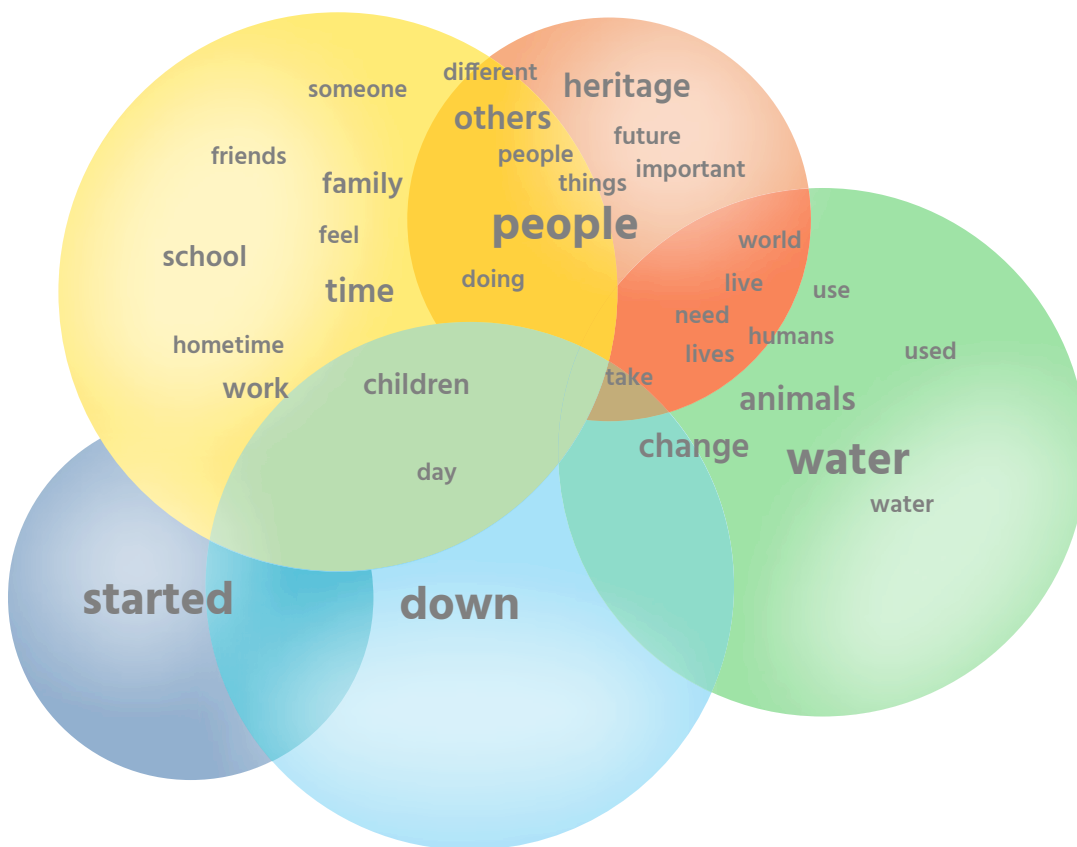 different
someone
heritage
others
future
friends
people
important
family
things
people
feel
world
school
doing
live
time
use
need
humans
hometime
lives
used
take
children
work
animals
change
water
day
water
started
down